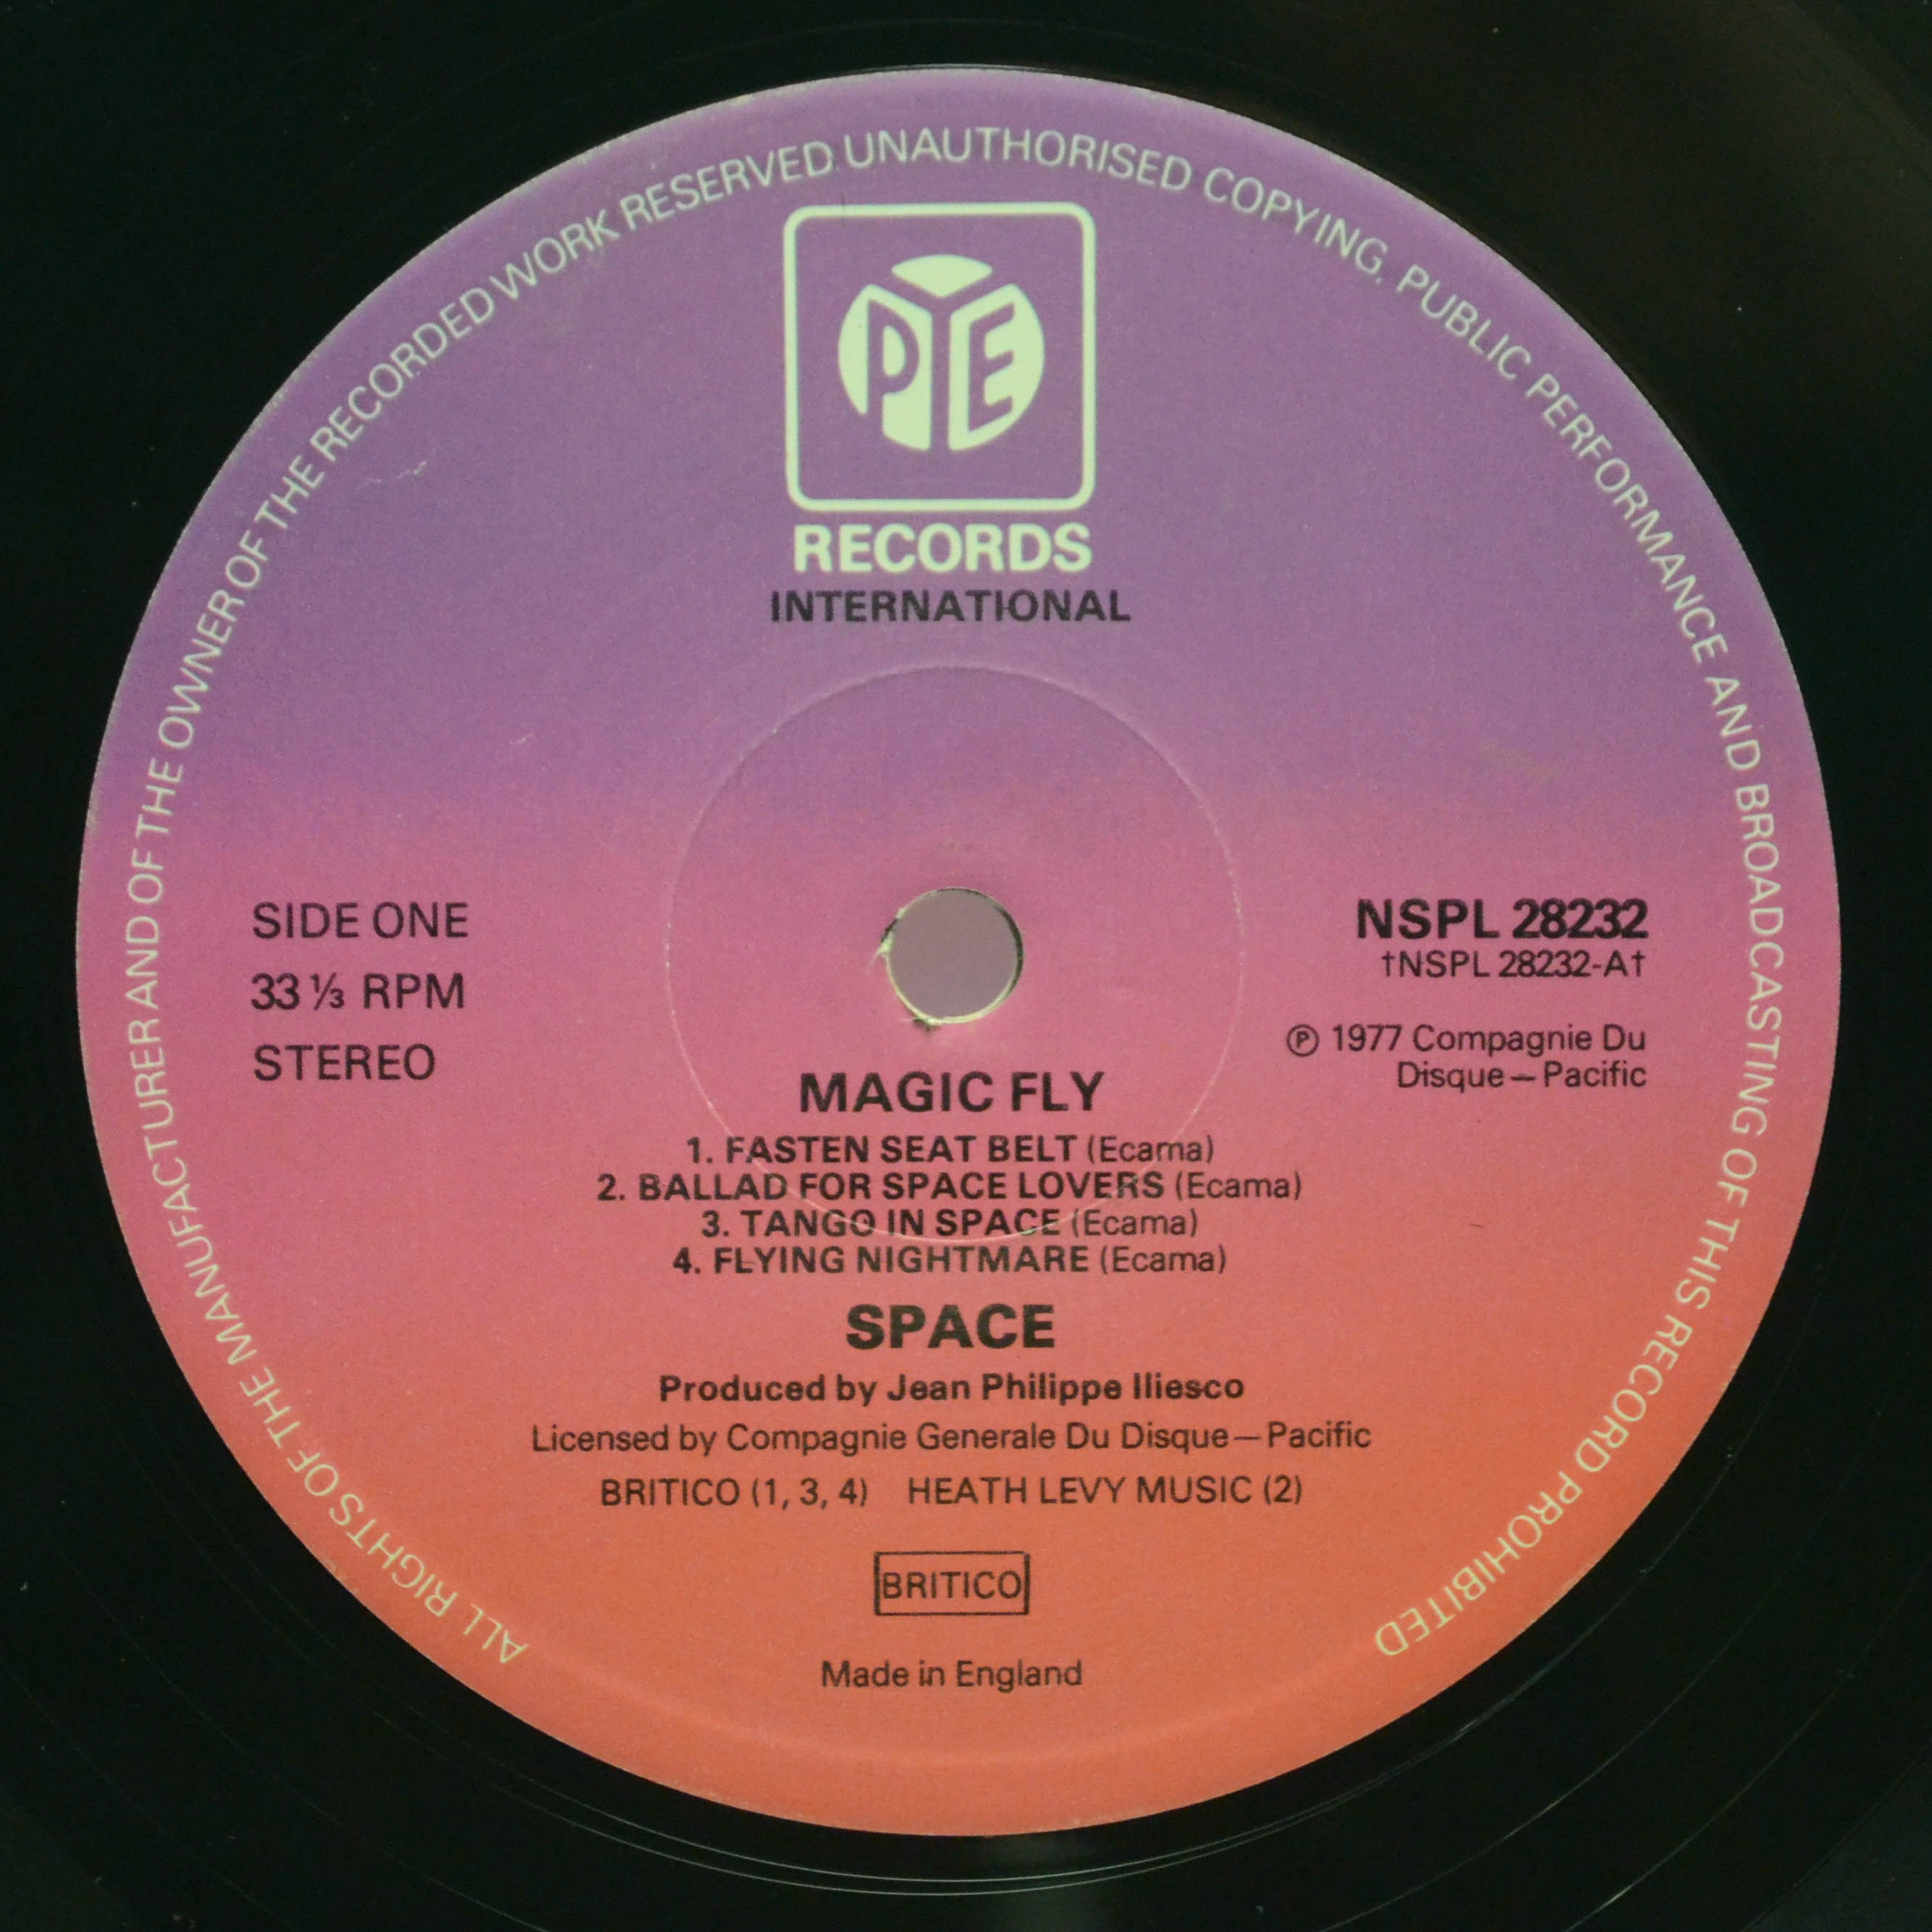 ALL RIGHTS OF THE MANUFACTURER AND OF THE OWNER OF THE RECORDED WORK RESERVED UNAUTHORISED COPYING, PUBLIC PERFORMANCE AND BROADCASTING OF THIS RECORD PROHIBITED
PYE
RECORDS
INTERNATIONAL
SIDE ONE
33 ⅓ RPM
STEREO
NSPL 28232
†NSPL 28232-A†
℗ 1977 Compagnie Du
Disque — Pacific
MAGIC FLY
1. FASTEN SEAT BELT (Ecama)
2. BALLAD FOR SPACE LOVERS (Ecama)
3. TANGO IN SPACE (Ecama)
4. FLYING NIGHTMARE (Ecama)
SPACE
Produced by Jean Philippe Iliesco
Licensed by Compagnie Generale Du Disque — Pacific
BRITICO (1, 3, 4) HEATH LEVY MUSIC (2)
BRITICO
Made in England